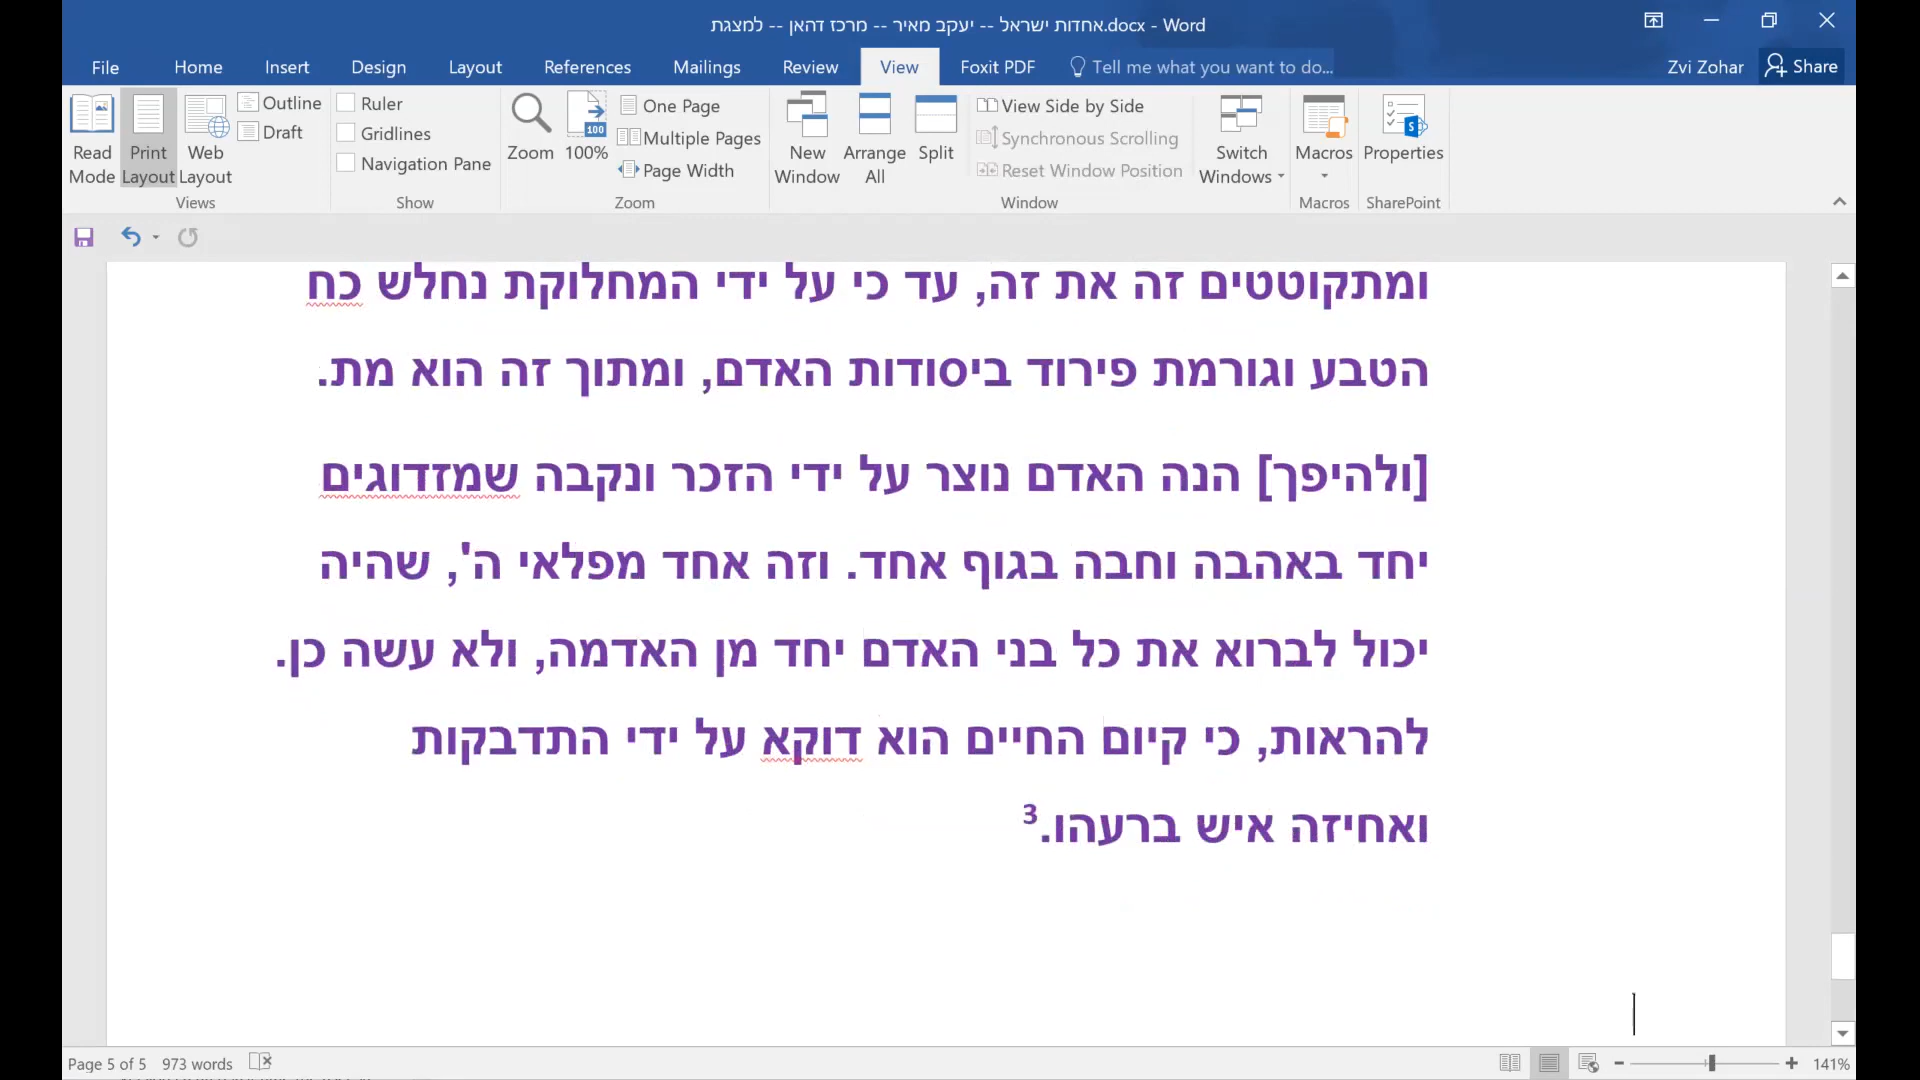 אחדות ישראל -- יעקב מאיר -- מרכז דהאן -- למצגת.docx - Word
File Home Insert Design Layout References Mailings Review View Foxit PDF Tell me what you want to do... Zvi Zohar Share
Read Mode
Print Layout
Web Layout
Outline
Draft
Views
Ruler
Gridlines
Navigation Pane
Show
Zoom
100
100%
One Page
Multiple Pages
Page Width
Zoom
New Window
Arrange All
Split
View Side by Side
Synchronous Scrolling
Reset Window Position
Window
Switch Windows
Macros
Macros
Properties
SharePoint
ומתקוטטים זה את זה, עד כי על ידי המחלוקת נחלש כח
הטבע וגורמת פירוד ביסודות האדם, ומתוך זה הוא מת.
[ולהיפך] הנה האדם נוצר על ידי הזכר ונקבה שמזדוגים
יחד באהבה וחבה בגוף אחד. וזה אחד מפלאי ה', שהיה
יכול לברוא את כל בני האדם יחד מן האדמה, ולא עשה כן.
להראות, כי קיום החיים הוא דוקא על ידי התדבקות
ואחיזה איש ברעהו.3
Page 5 of 5 973 words 141%